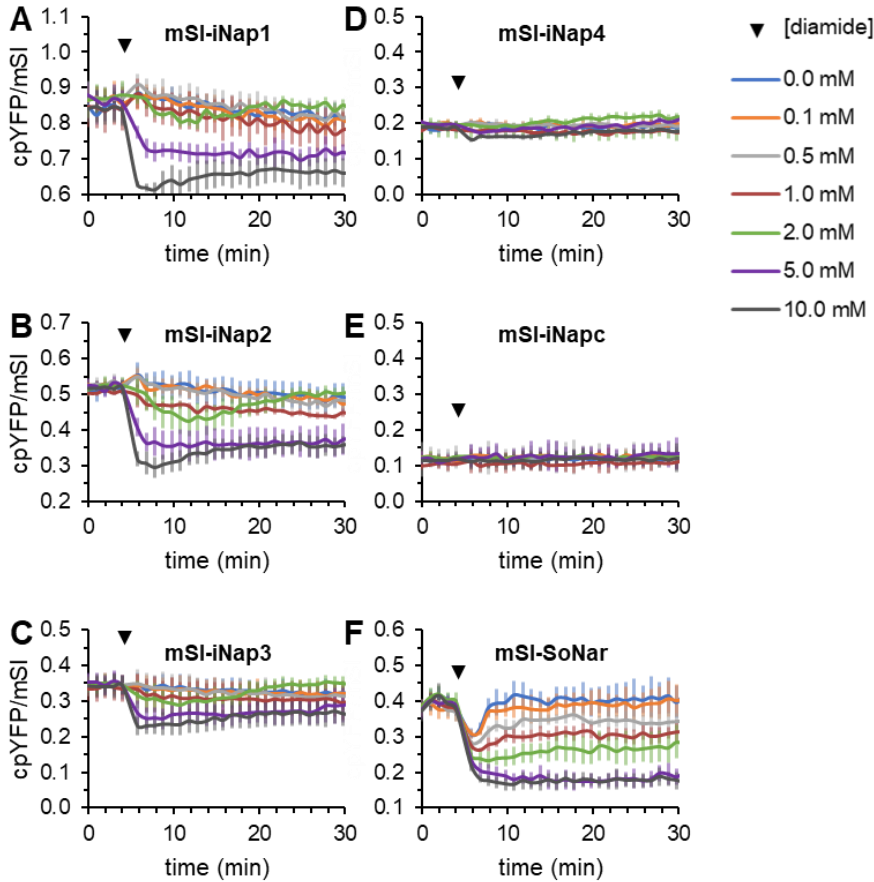 A
mSI-iNap1
cpYFP/mSI
1.1
1.0
0.9
0.8
0.7
0.6
0 10 20 30
time (min)
D
mSI-iNap4
0.5
0.4
0.3
0.2
0.1
0.0
0 10 20 30
time (min)
[diamide]
0.0 mM
0.1 mM
0.5 mM
1.0 mM
2.0 mM
5.0 mM
10.0 mM
B
mSI-iNap2
cpYFP/mSI
0.7
0.6
0.5
0.4
0.3
0.2
0 10 20 30
time (min)
E
mSI-iNapc
0.5
0.4
0.3
0.2
0.1
0.0
0 10 20 30
time (min)
C
mSI-iNap3
cpYFP/mSI
0.5
0.4
0.3
0.2
0.1
0.0
0 10 20 30
time (min)
F
mSI-SoNar
0.6
0.5
0.4
0.3
0.2
0.1
0 10 20 30
time (min)